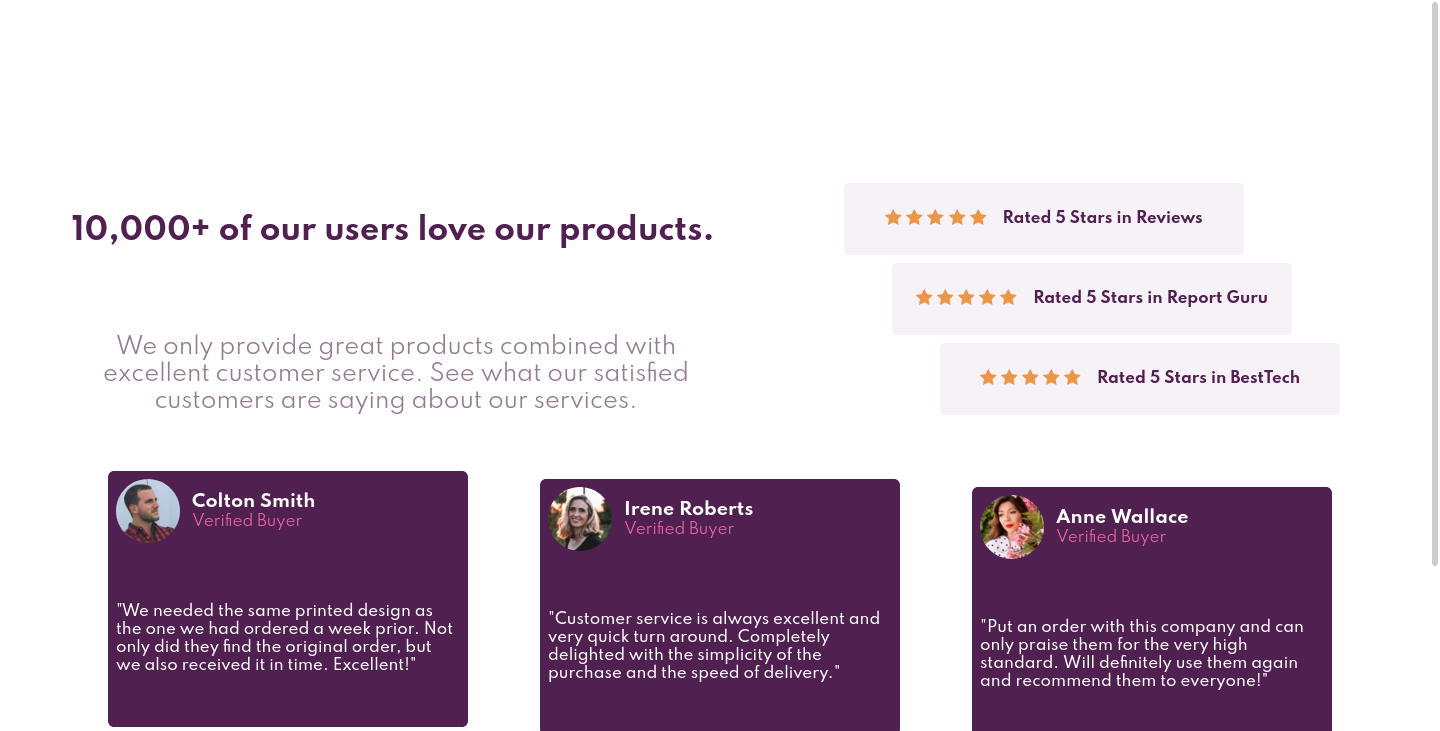 10,000+ of our users love our products.
We only provide great products combined with
excellent customer service. See what our satisfied
customers are saying about our services.
Rated 5 Stars in Reviews
Rated 5 Stars in Report Guru
Rated 5 Stars in BestTech
Colton Smith
Verified Buyer
"We needed the same printed design as
the one we had ordered a week prior. Not
only did they find the original order, but
we also received it in time. Excellent!"
Irene Roberts
Verified Buyer
"Customer service is always excellent and
very quick turn around. Completely
delighted with the simplicity of the
purchase and the speed of delivery."
Anne Wallace
Verified Buyer
"Put an order with this company and can
only praise them for the very high
standard. Will definitely use them again
and recommend them to everyone!"